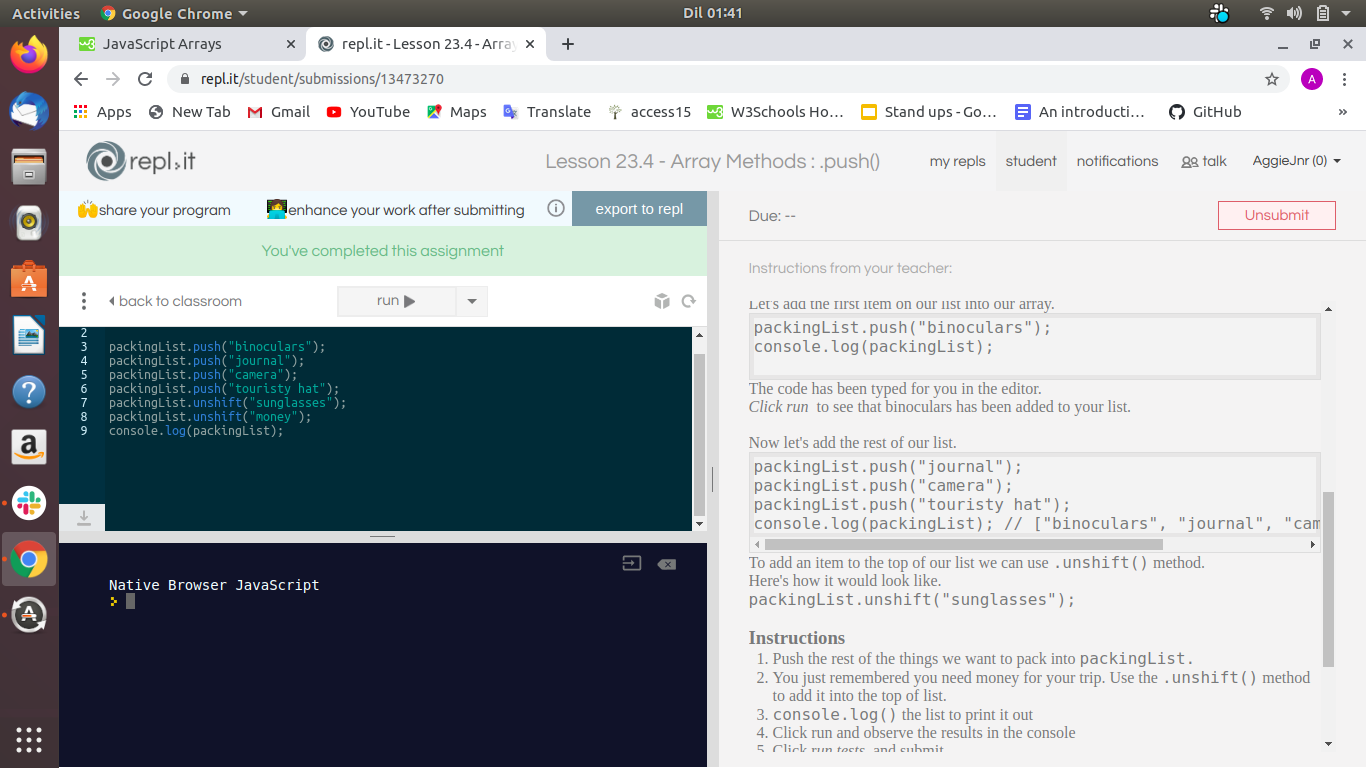 Activities Google Chrome Dil 01:41
JavaScript Arrays repl.it - Lesson 23.4 - Array
repl.it/student/submissions/13473270 A
Apps New Tab Gmail YouTube Maps Translate access15 W3Schools Ho... Stand ups - Go... An introducti... GitHub »
repl.it Lesson 23.4 - Array Methods : .push() my repls student notifications talk AggieJnr (0)
share your program enhance your work after submitting export to repl
You've completed this assignment
back to classroom run
2
3 packingList.push("binoculars");
4 packingList.push("journal");
5 packingList.push("camera");
6 packingList.push("touristy hat");
7 packingList.unshift("sunglasses");
8 packingList.unshift("money");
9 console.log(packingList);
Native Browser JavaScript
Due: -- Unsubmit
Instructions from your teacher:
Let's add the first item on our list into our array.
packingList.push("binoculars");
console.log(packingList);
The code has been typed for you in the editor.
Click run to see that binoculars has been added to your list.
Now let's add the rest of our list.
packingList.push("journal");
packingList.push("camera");
packingList.push("touristy hat");
console.log(packingList); // ["binoculars", "journal", "cam
To add an item to the top of our list we can use .unshift() method.
Here's how it would look like.
packingList.unshift("sunglasses");
Instructions
1. Push the rest of the things we want to pack into packingList.
2. You just remembered you need money for your trip. Use the .unshift() method
to add it into the top of list.
3. console.log() the list to print it out
4. Click run and observe the results in the console
5. Click run tests and submit